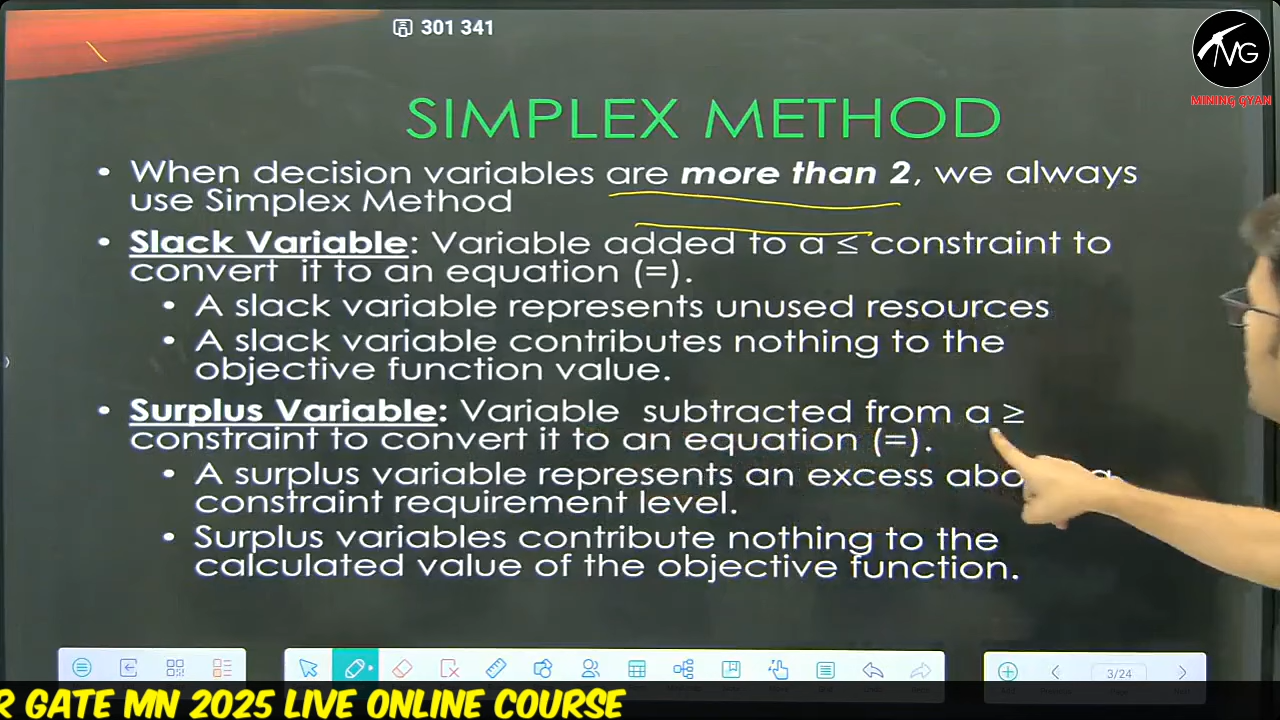 301 341
MVG
MINING GYAN
SIMPLEX METHOD
• When decision variables are more than 2, we always
use Simplex Method
• Slack Variable: Variable added to a ≤ constraint to
convert it to an equation (=).
• A slack variable represents unused resources
• A slack variable contributes nothing to the
objective function value.
• Surplus Variable: Variable subtracted from a ≥
constraint to convert it to an equation (=).
• A surplus variable represents an excess
constraint requirement level.
• Surplus variables contribute nothing to the
calculated value of the objective function.
3/24
R GATE MN 2025 LIVE ONLINE COURSE